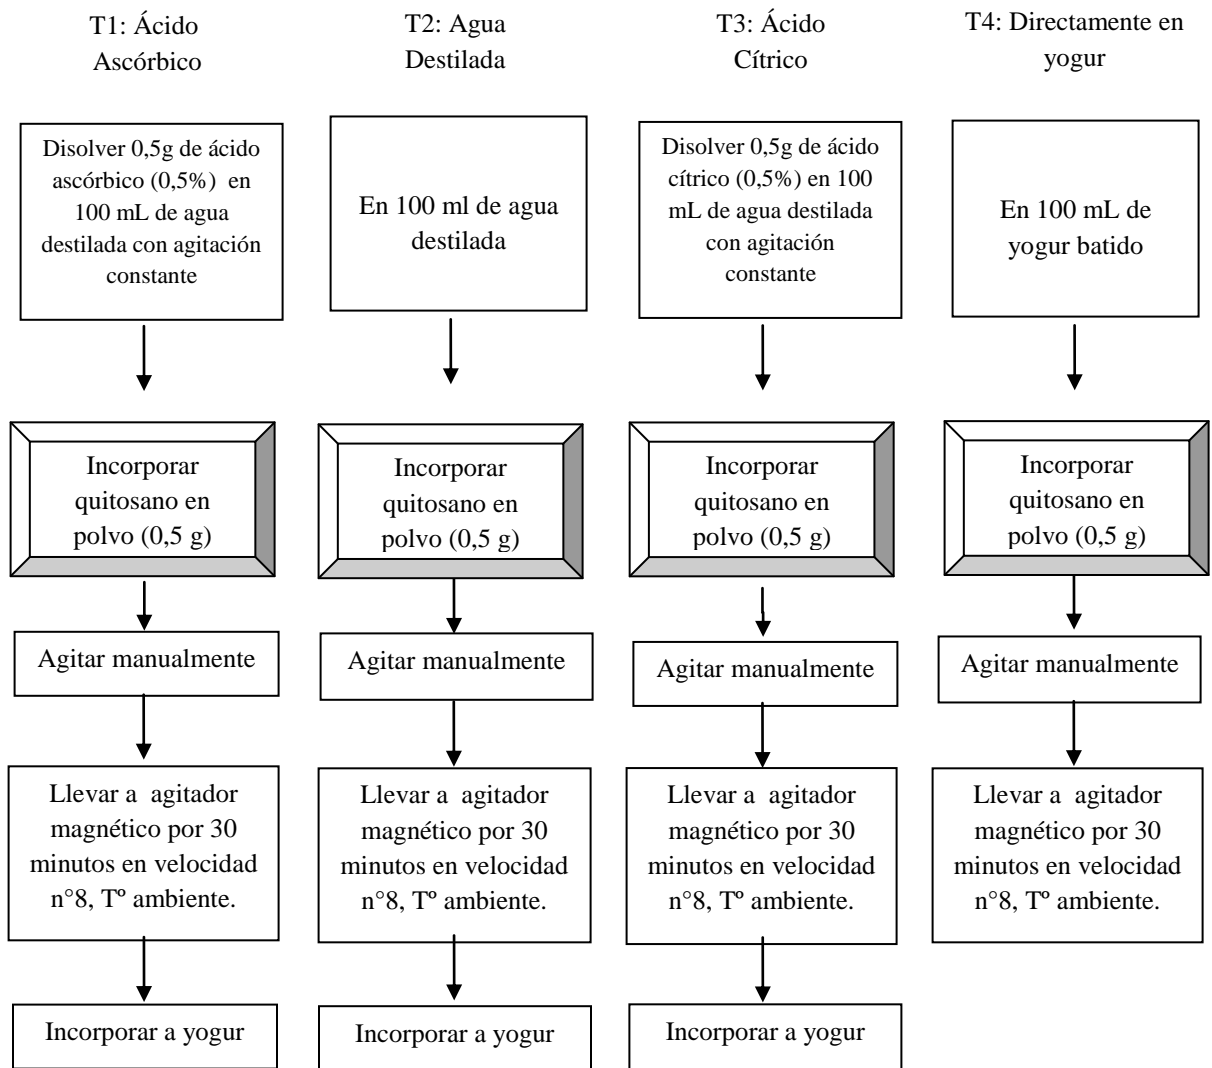 T1: Ácido
Ascórbico
Disolver 0,5g de ácido
ascórbico (0,5%) en
100 mL de agua
destilada con agitación
constante
Incorporar
quitosano en
polvo (0,5 g)
Agitar manualmente
Llevar a agitador
magnético por 30
minutos en velocidad
n°8, Tº ambiente.
Incorporar a yogur
T2: Agua
Destilada
En 100 ml de agua
destilada
Incorporar
quitosano en
polvo (0,5 g)
Agitar manualmente
Llevar a agitador
magnético por 30
minutos en velocidad
n°8, Tº ambiente.
Incorporar a yogur
T3: Ácido
Cítrico
Disolver 0,5g de ácido
cítrico (0,5%) en 100
mL de agua destilada
con agitación
constante
Incorporar
quitosano en
polvo (0,5 g)
Agitar manualmente
Llevar a agitador
magnético por 30
minutos en velocidad
n°8, Tº ambiente.
Incorporar a yogur
T4: Directamente en
yogur
En 100 mL de
yogur batido
Incorporar
quitosano en
polvo (0,5 g)
Agitar manualmente
Llevar a agitador
magnético por 30
minutos en velocidad
n°8, Tº ambiente.